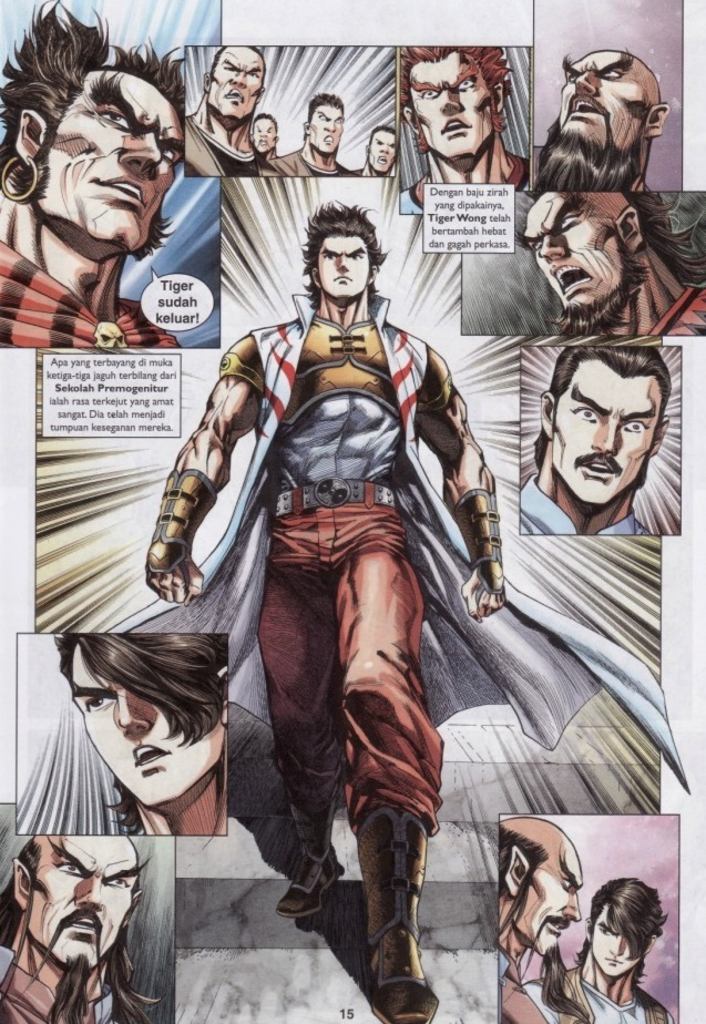 Tiger
sudah
keluar!
Dengan baju zirah
yang dipakainya,
Tiger Wong telah
bertambah hebat
dan gagah perkasa.
Apa yang terbayang di muka
ketiga-tiga jaguh terbilang dari
Sekolah Premogenitur
ialah rasa terkejut yang amat
sangat. Dia telah menjadi
tumpuan keseganan mereka.
15